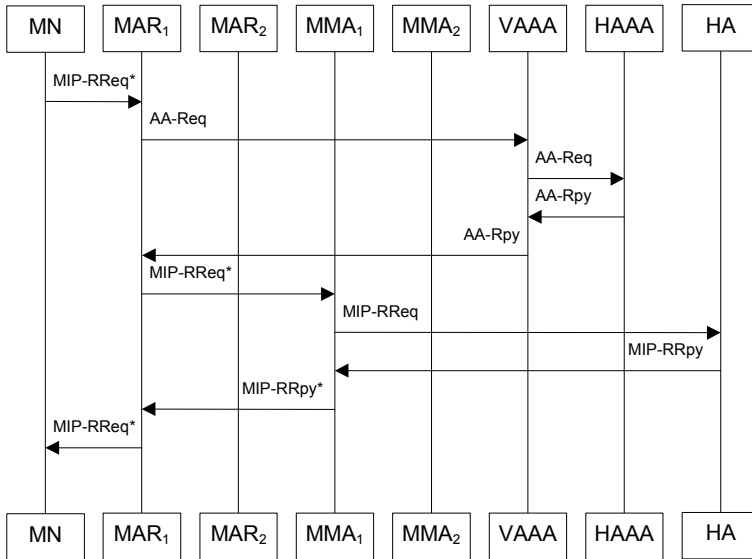 MN MAR₁ MAR₂ MMA₁ MMA₂ VAAA HAAA HA
MIP-RReq*
AA-Req
AA-Req
AA-Rpy
AA-Rpy
MIP-RReq*
MIP-RReq
MIP-RRpy
MIP-RRpy*
MIP-RReq*
MN MAR₁ MAR₂ MMA₁ MMA₂ VAAA HAAA HA